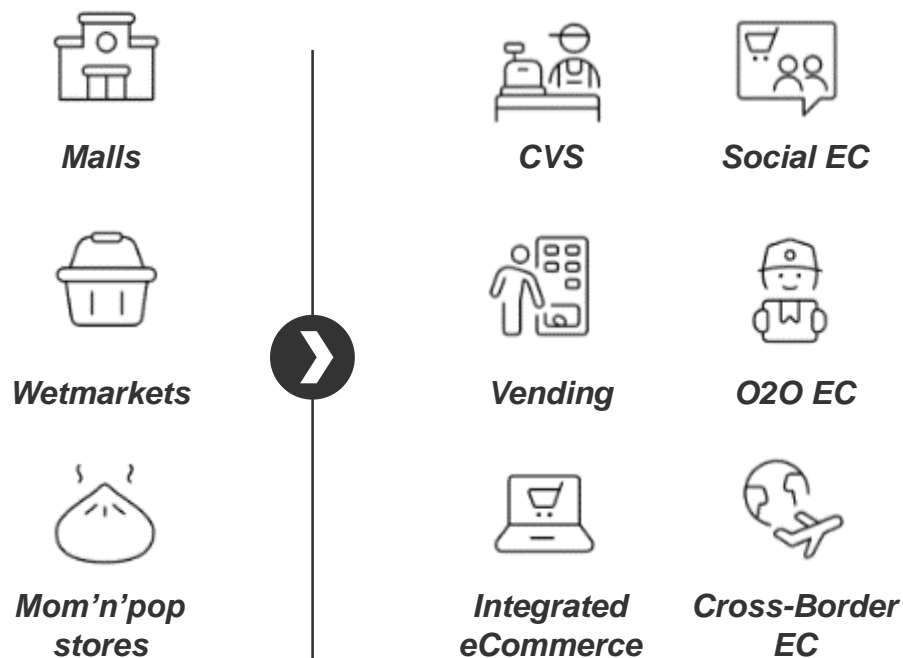 Malls
CVS
Social EC
Wetmarkets
Vending
O2O EC
Mom’n’pop
stores
Integrated
eCommerce
Cross-Border
EC